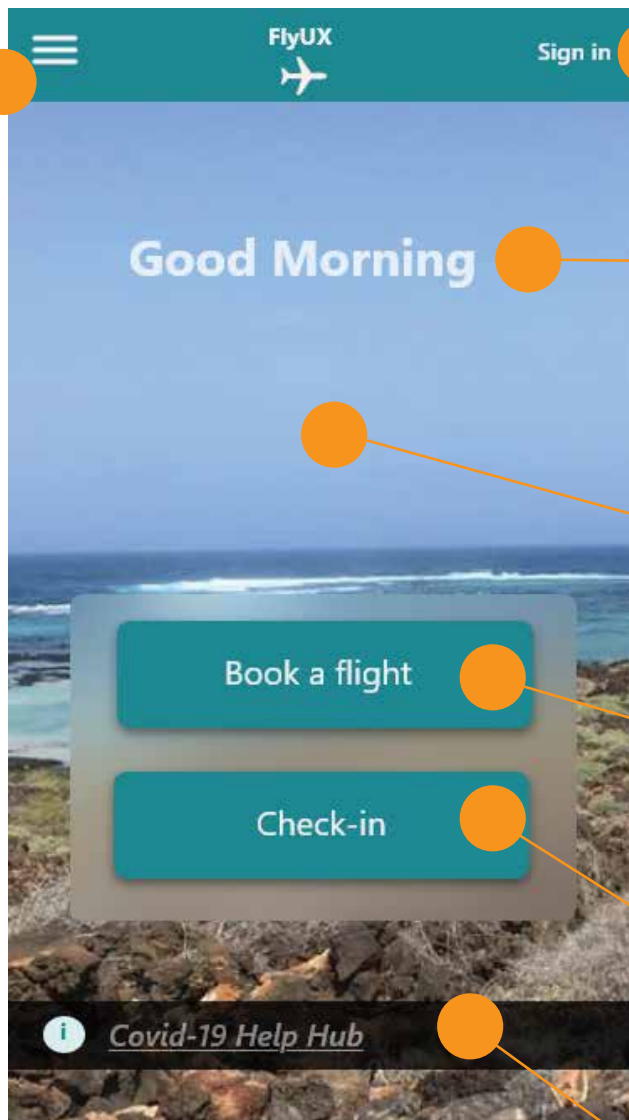 FlyUX
Sign in
Good Morning
Book a flight
Check-in
i
Covid-19 Help Hub